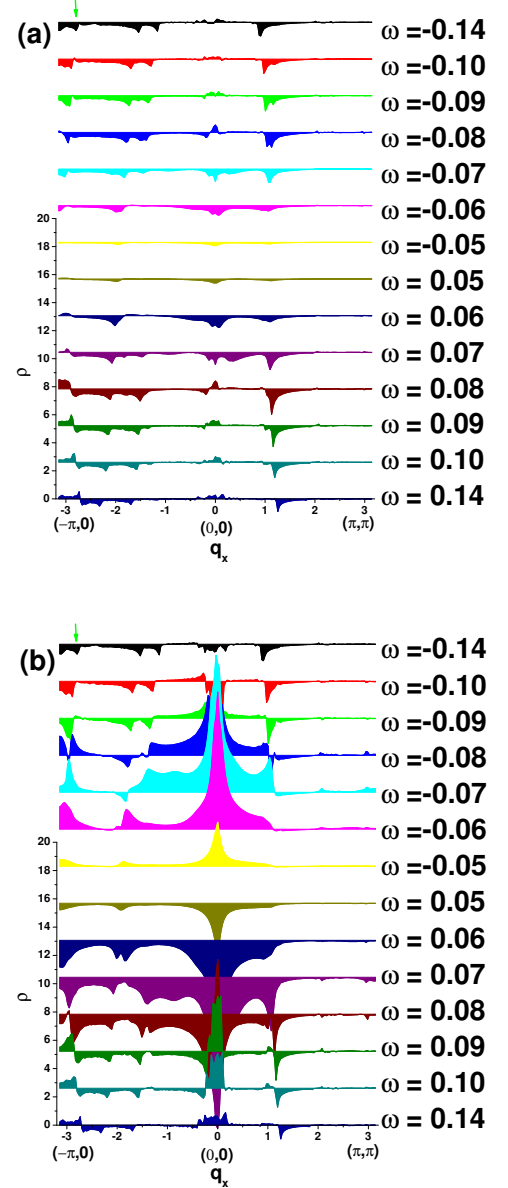 (a)
ω =-0.14
ω =-0.10
ω =-0.09
ω =-0.08
ω =-0.07
ω =-0.06
20
ω =-0.05
18
16
ω = 0.05
14
ω = 0.06
12
10
ω = 0.07
ρ
8
ω = 0.08
6
ω = 0.09
4
ω = 0.10
2
ω = 0.14
0
-3 -2 -1 0 1 2 3
(−π,0) (0,0) (π,π)
qx
(b)
ω =-0.14
ω =-0.10
ω =-0.09
ω =-0.08
ω =-0.07
ω =-0.06
20
ω =-0.05
18
16
ω = 0.05
14
ω = 0.06
12
ω = 0.07
10
ρ
ω = 0.08
8
6
ω = 0.09
4
ω = 0.10
2
ω = 0.14
0
-3 -2 -1 0 1 2 3
(−π,0) (0,0) (π,π)
qx